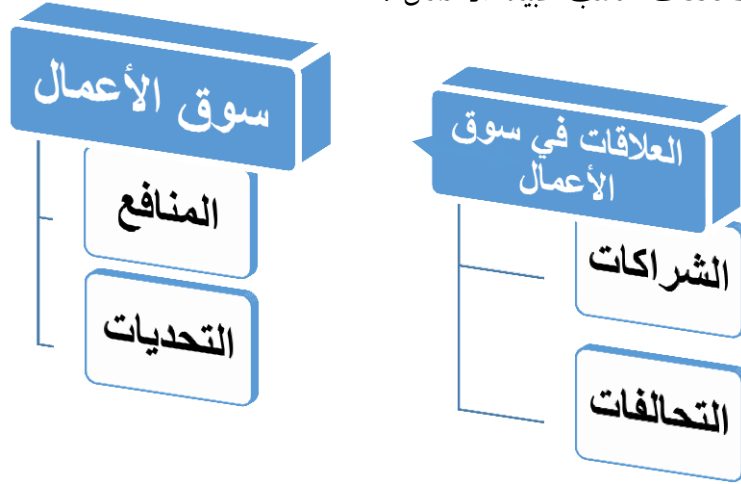 العلاقات في سوق
الأعمال
الشراكات
التحالفات
سوق الأعمال
المنافع
التحديات